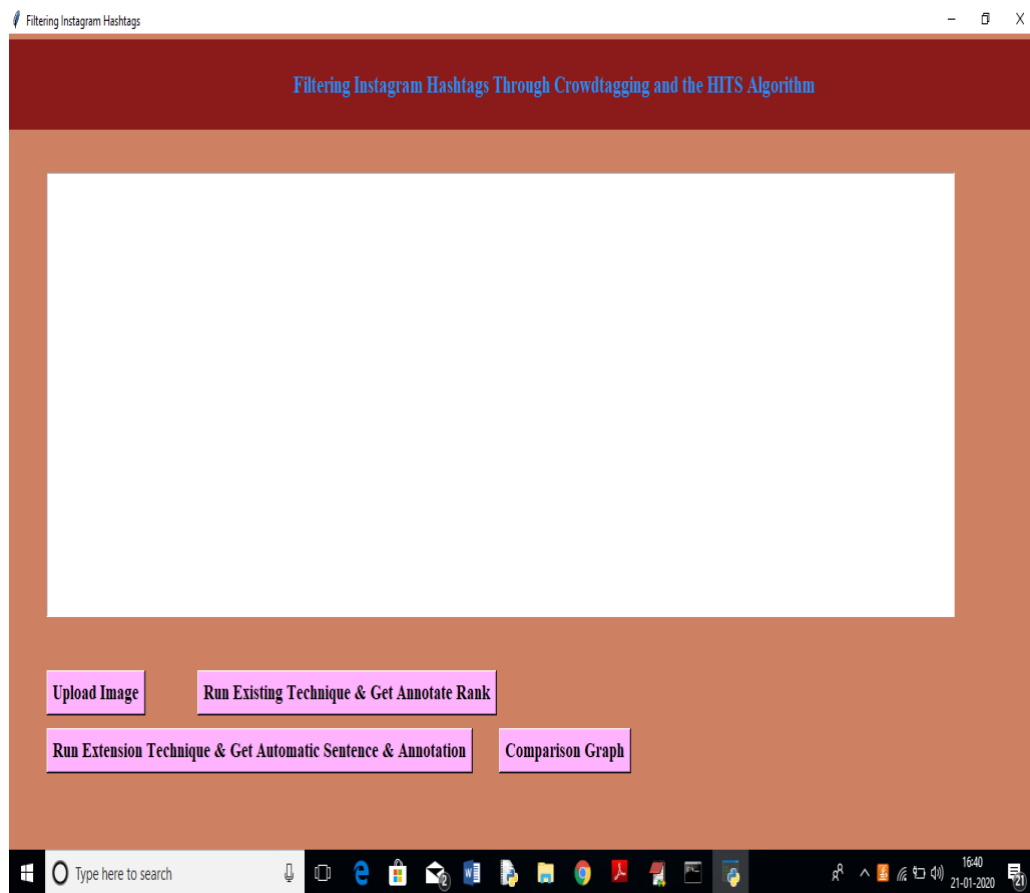 Filtering Instagram Hashtags
Filtering Instagram Hashtags Through Crowdtagging and the HITS Algorithm
Upload Image
Run Existing Technique & Get Annotate Rank
Run Extension Technique & Get Automatic Sentence & Annotation
Comparison Graph
Type here to search
2
16:40
21-01-2020
21